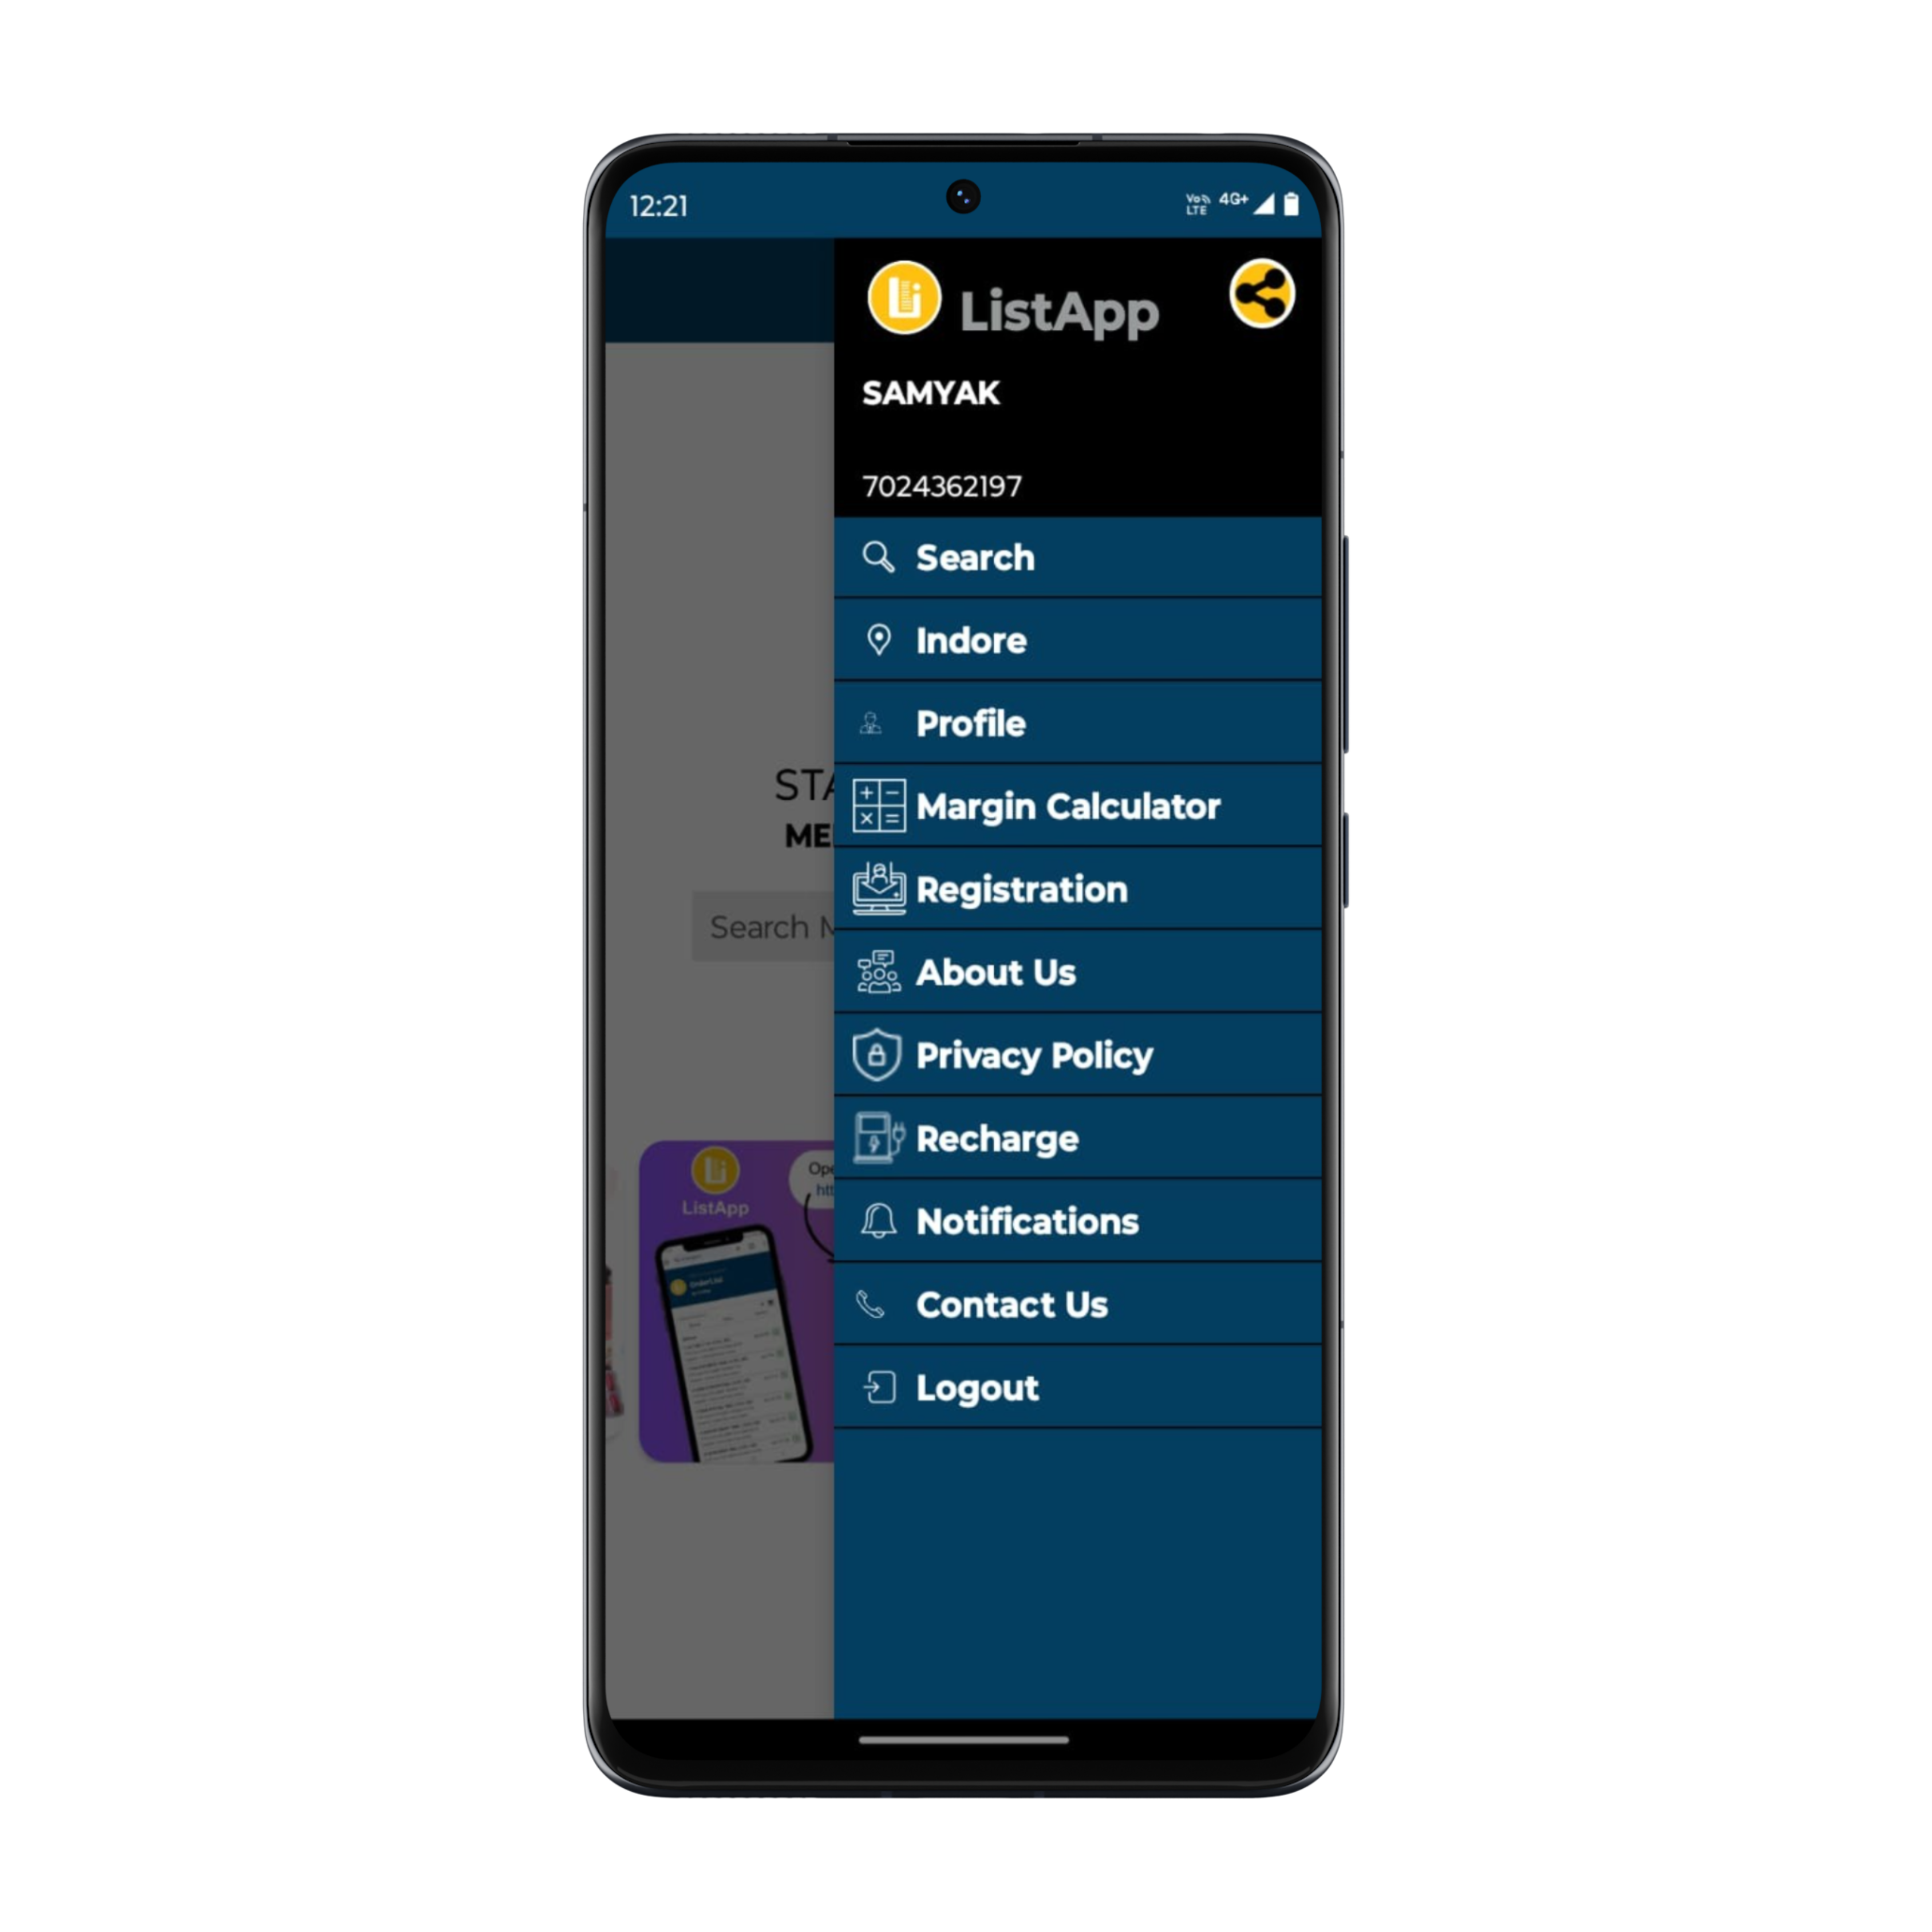 12:21
Vo
LTE
4G+
ListApp
SAMYAK
7024362197
Search
Indore
Profile
Margin Calculator
Registration
About Us
Privacy Policy
Recharge
Notifications
Contact Us
Logout
STA
ME
Search M
Ope
htt
ListApp